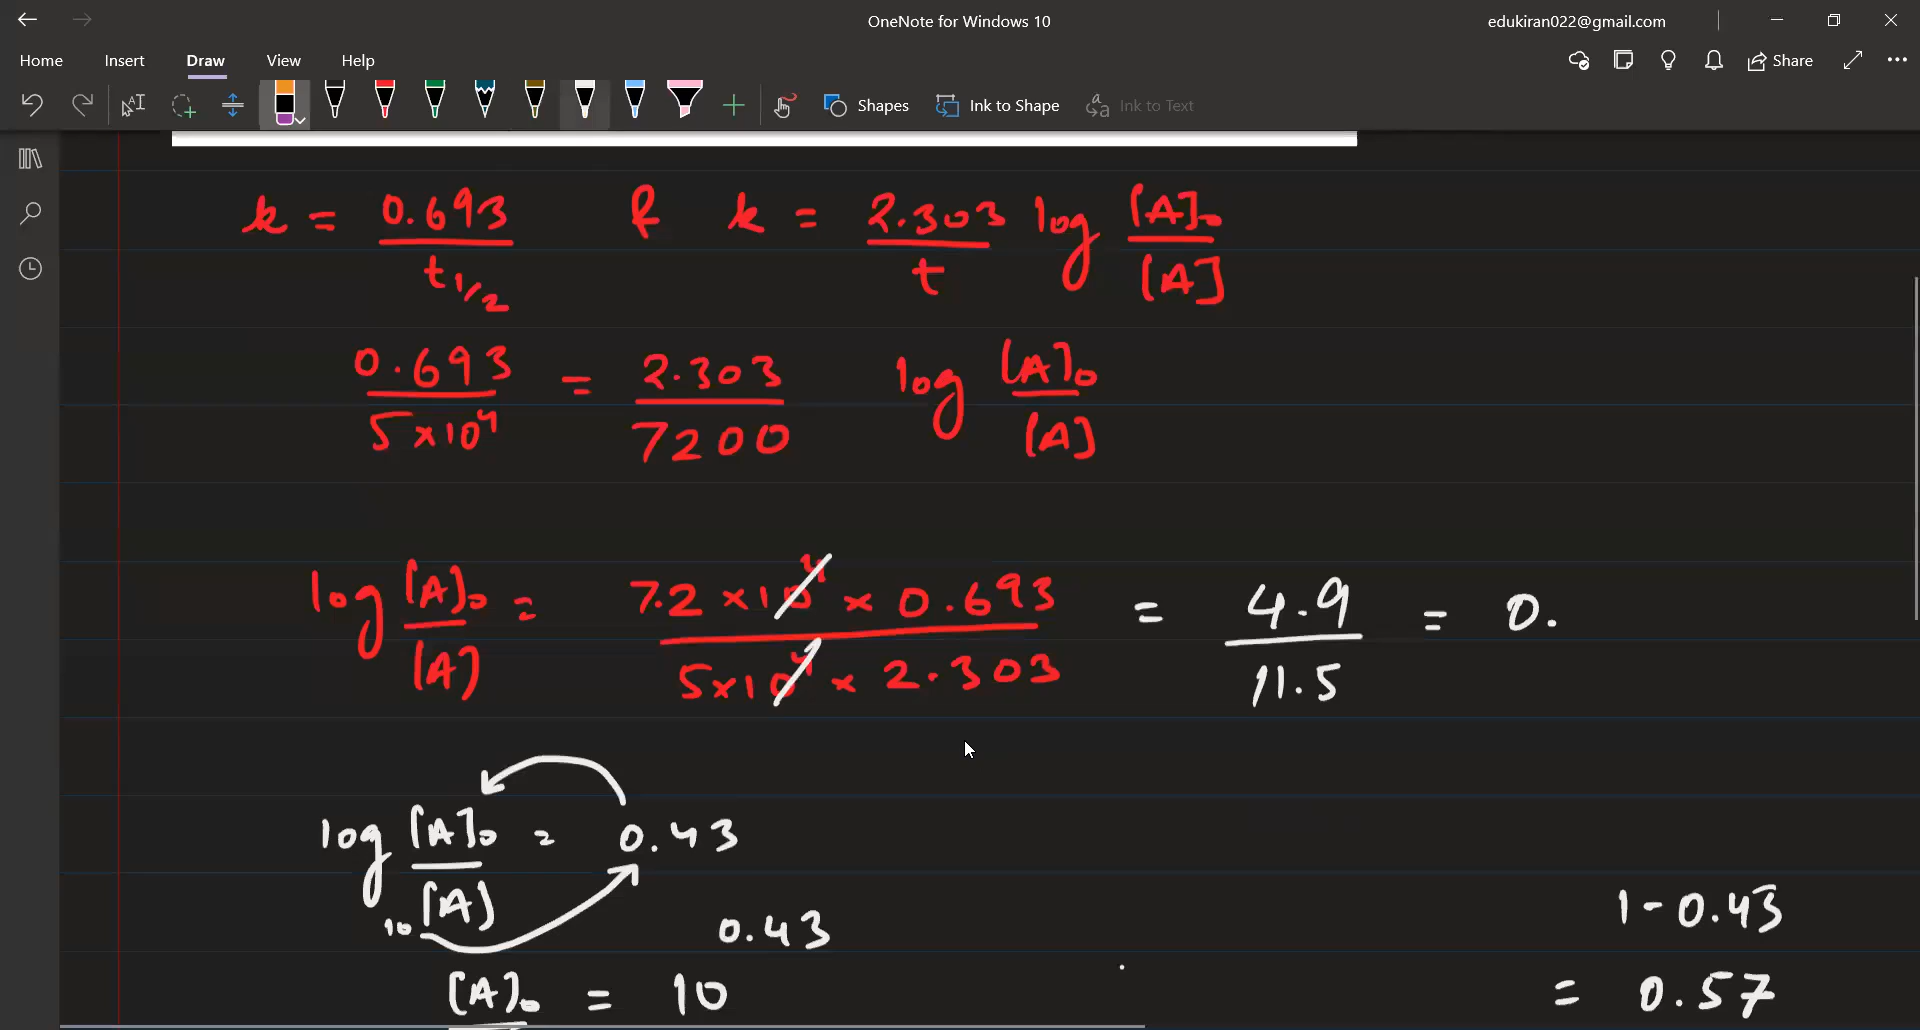 OneNote for Windows 10
edukiran022@gmail.com
Home Insert Draw View Help
Share
Shapes Ink to Shape Ink to Text
k = 0.693 / t1/2 & k = 2.303 / t log [A]₀ / [A]
0.693 / 5×10⁴ = 2.303 / 7200 log [A]₀ / [A]
log [A]₀ / [A] = 7.2 × 10⁴ × 0.693 / 5×10⁴ × 2.303 = 4.9 / 11.5 = 0.
log₁₀ [A]₀ / [A] = 0.43
1 - 0.43
0.43
[A]₀ = 10
= 0.57